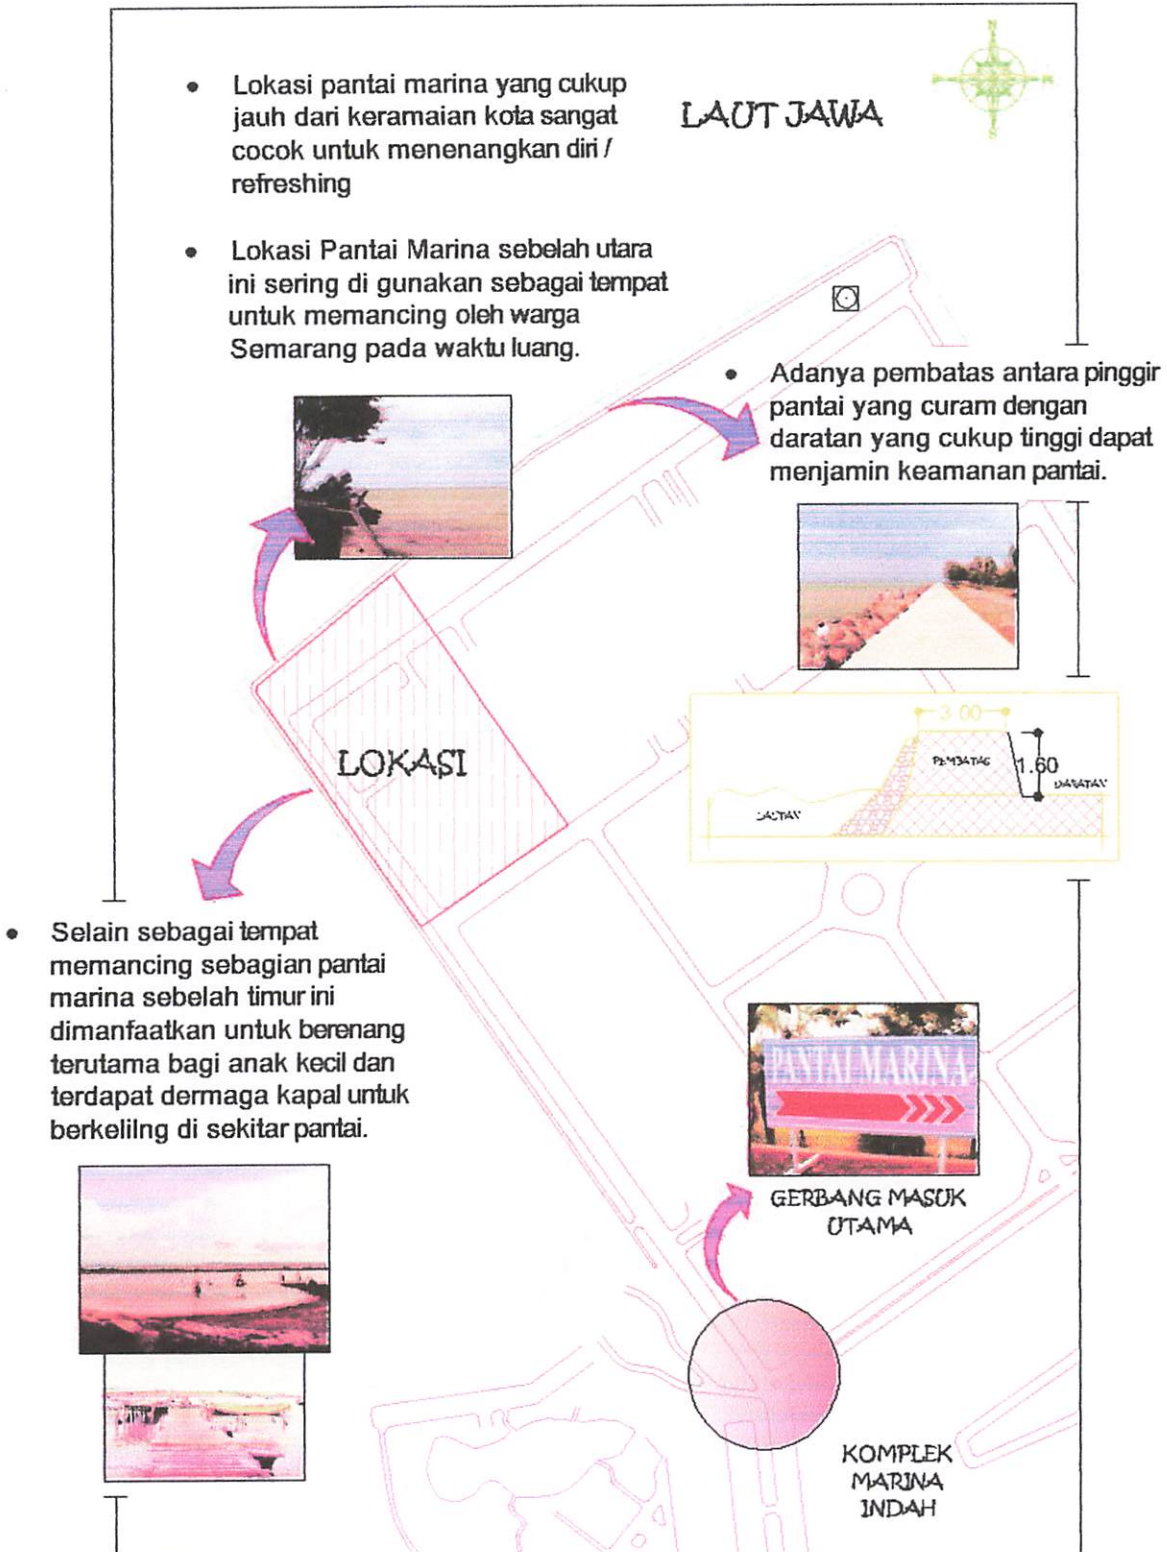 N
S
LAUT JAWA
• Lokasi pantai marina yang cukup
jauh dari keramaian kota sangat
cocok untuk menenangkan diri /
refreshing
• Lokasi Pantai Marina sebelah utara
ini sering di gunakan sebagai tempat
untuk memancing oleh warga
Semarang pada waktu luang.
• Adanya pembatas antara pinggir
pantai yang curam dengan
daratan yang cukup tinggi dapat
menjamin keamanan pantai.
3.00
PEMBATAS
1.60
DARATAN
LAUTAN
LOKASI
• Selain sebagai tempat
memancing sebagian pantai
marina sebelah timur ini
dimanfaatkan untuk berenang
terutama bagi anak kecil dan
terdapat dermaga kapal untuk
berkelilng di sekitar pantai.
PANTAI MARINA
GERBANG MASUK
UTAMA
KOMPLEK
MARINA
INDAH